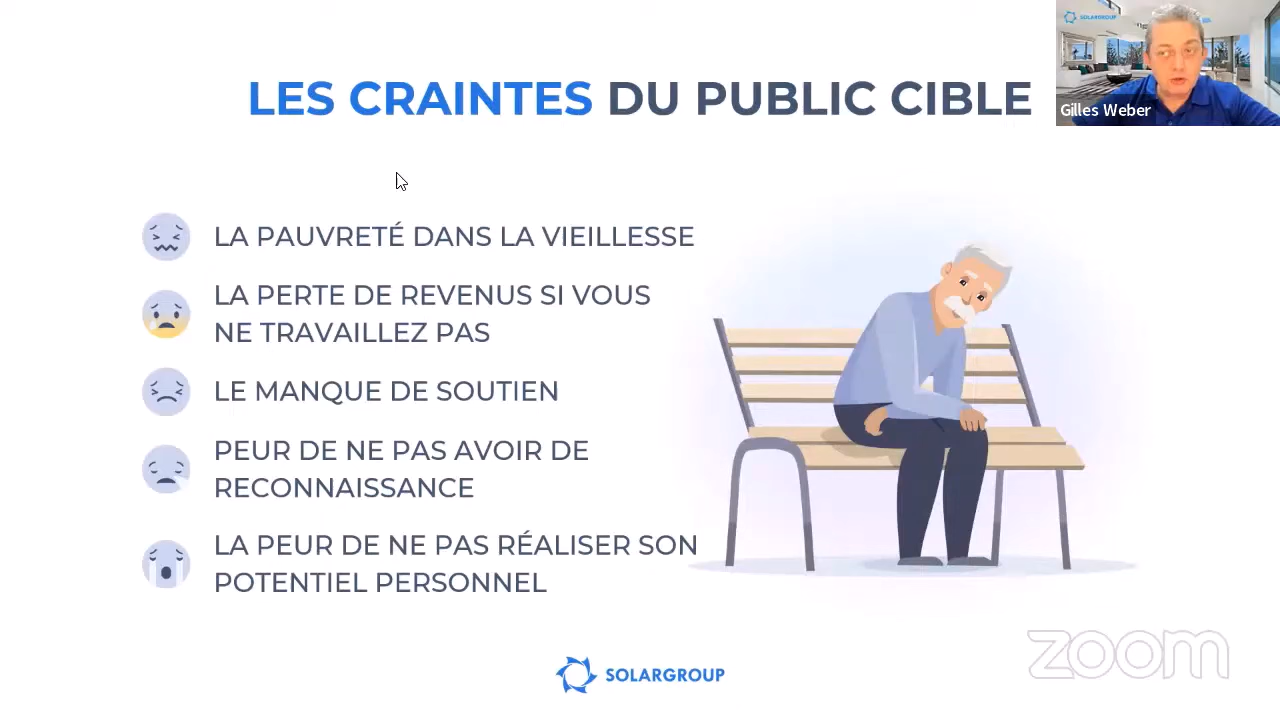 SOLARGROUP
Gilles Weber
LES CRAINTES DU PUBLIC CIBLE
LA PAUVRETÉ DANS LA VIEILLESSE
LA PERTE DE REVENUS SI VOUS
NE TRAVAILLEZ PAS
LE MANQUE DE SOUTIEN
PEUR DE NE PAS AVOIR DE
RECONNAISSANCE
LA PEUR DE NE PAS RÉALISER SON
POTENTIEL PERSONNEL
SOLARGROUP
zoom